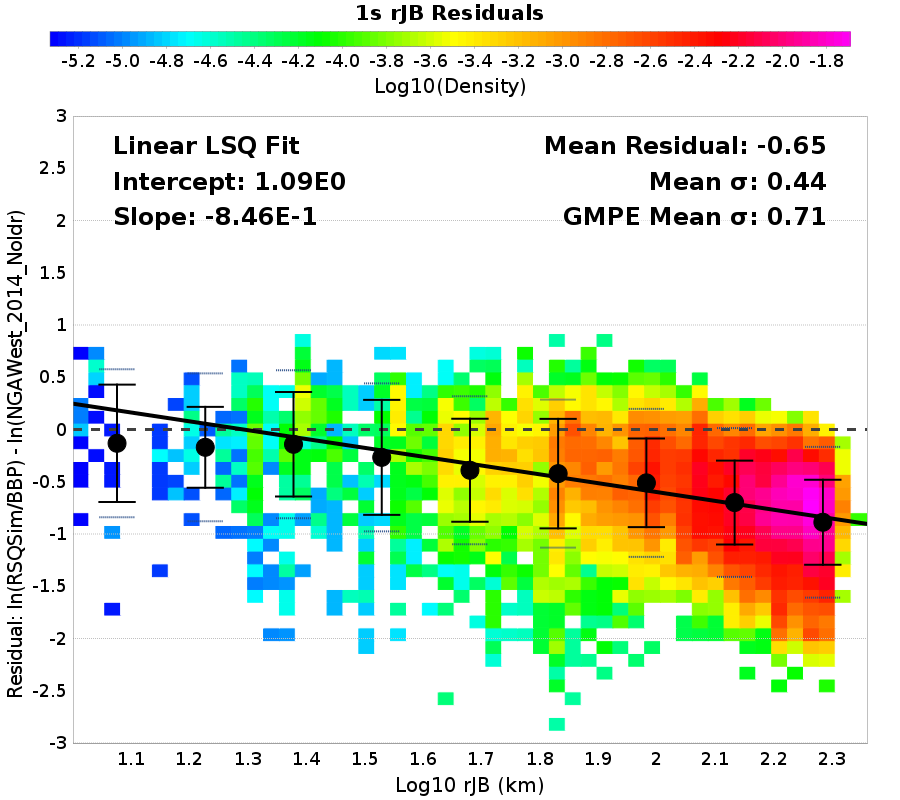 1s rJB Residuals
-5.2 -5.0 -4.8 -4.6 -4.4 -4.2 -4.0 -3.8 -3.6 -3.4 -3.2 -3.0 -2.8 -2.6 -2.4 -2.2 -2.0 -1.8
Log10(Density)
Linear LSQ Fit
Intercept: 1.09E0
Slope: -8.46E-1
Mean Residual: -0.65
Mean σ: 0.44
GMPE Mean σ: 0.71
Residual: ln(RSQSim/BBP) - ln(NGAWest_2014_NoIdr)
3
2.5
2
1.5
1
0.5
0
-0.5
-1
-1.5
-2
-2.5
-3
1.1 1.2 1.3 1.4 1.5 1.6 1.7 1.8 1.9 2 2.1 2.2 2.3
Log10 rJB (km)